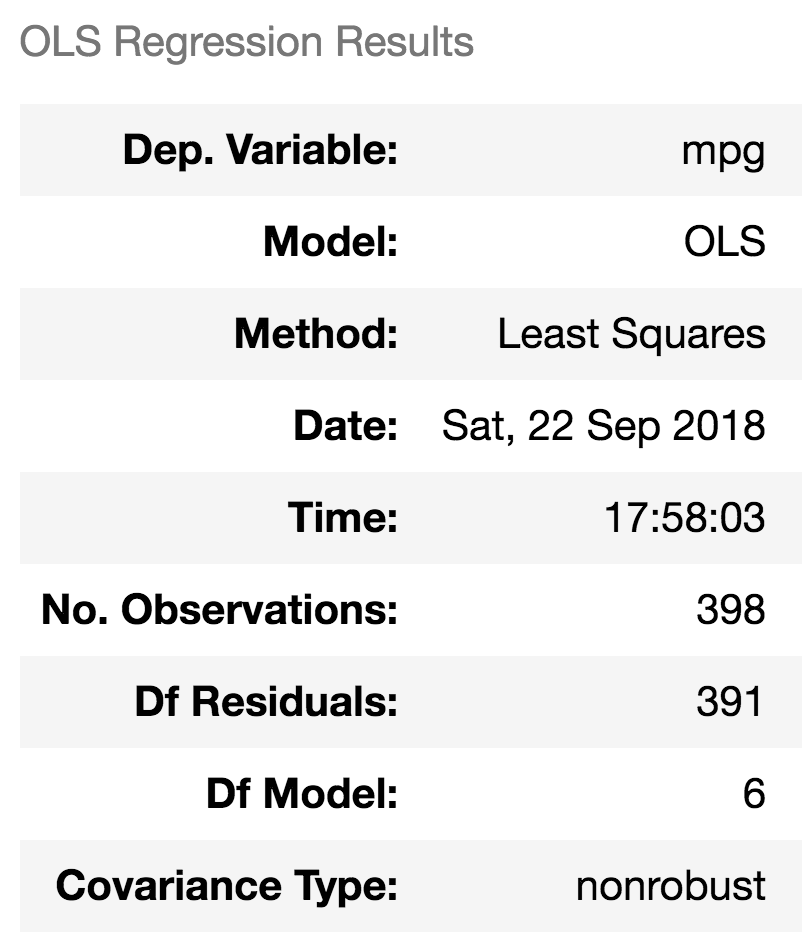 OLS Regression Results
Dep. Variable: mpg
Model: OLS
Method: Least Squares
Date: Sat, 22 Sep 2018
Time: 17:58:03
No. Observations: 398
Df Residuals: 391
Df Model: 6
Covariance Type: nonrobust